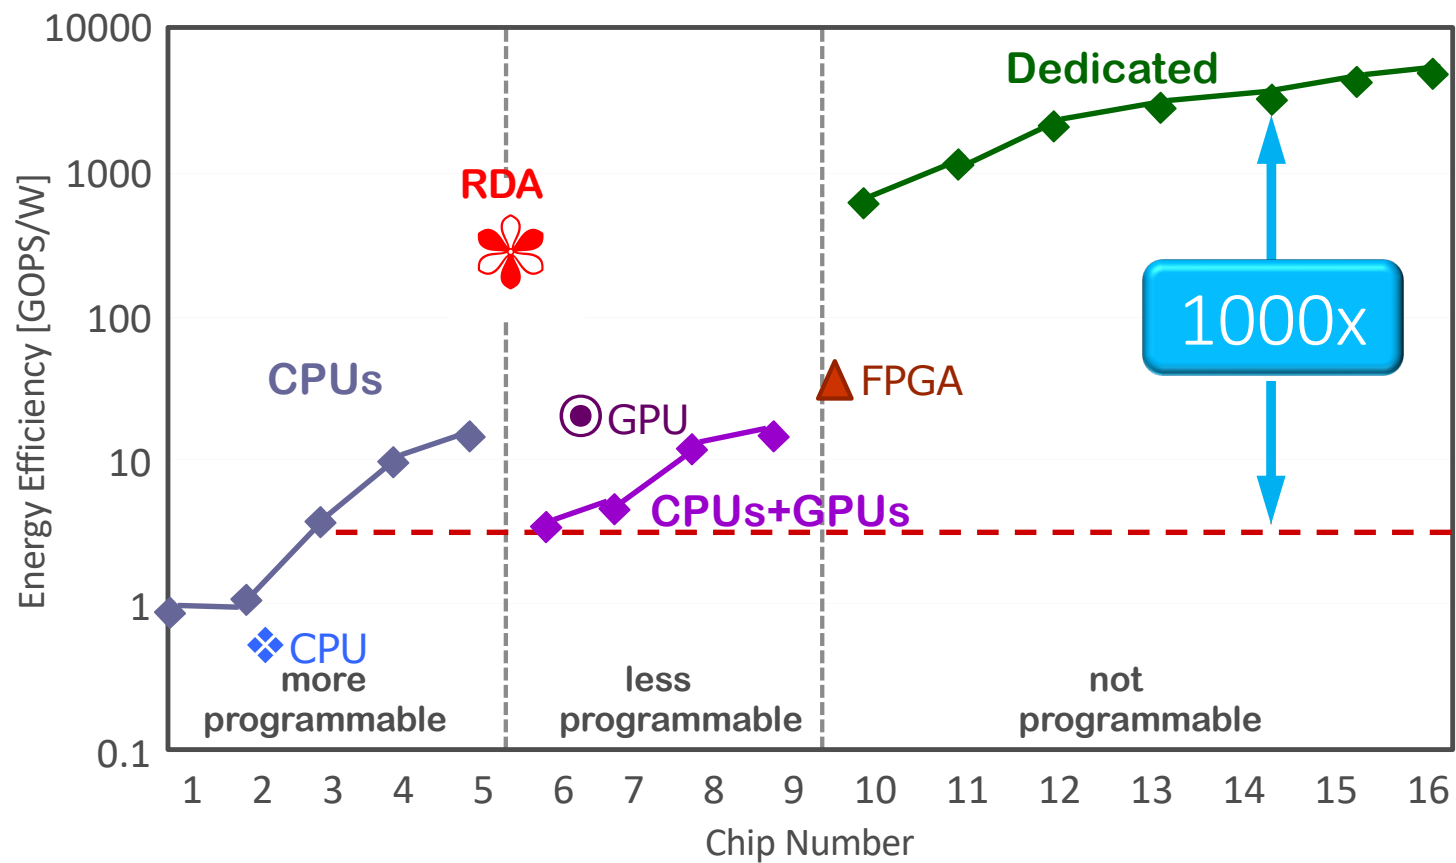 10000
1000
100
10
1
0.1
Energy Efficiency [GOPS/W]
Dedicated
RDA
1000x
CPUs
FPGA
GPU
CPUs+GPUs
CPU
more
programmable
less
programmable
not
programmable
1 2 3 4 5 6 7 8 9 10 11 12 13 14 15 16
Chip Number